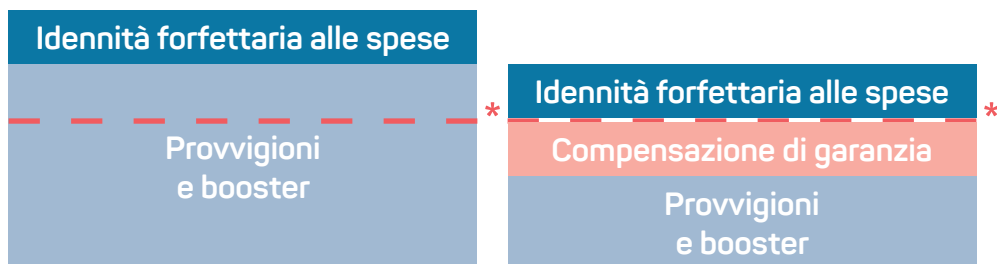 Idennità forfettaria alle spese
*
Provvigioni
e booster
Idennità forfettaria alle spese
*
Compensazione di garanzia
Provvigioni
e booster